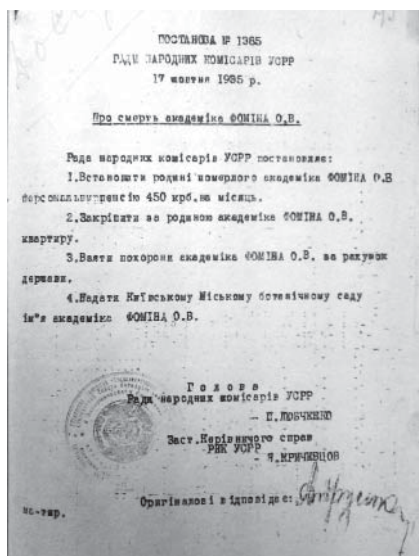 ПОСТАНОВА № 1365
РАДИ НАРОДНИХ КОМІСАРІВ УСРР
17 жовтня 1935 р.
Про смерть академіка ФОМІНА О.В.
Рада народних комісарів УСРР постановляє:
1.Встановити родині померлого академіка ФОМІНА О.В
персональну пенсію 450 крб.на місяць.
2.Закріпити за родиною академіка ФОМІНА О.В.
квартиру.
3.Взяти похорони академіка ФОМІНА О.В. за рахунок
держави.
4.Надати Київському Міському ботанічному саду
ім"я академіка ФОМІНА О.В.
Голова
Ради народних комісарів УСРР
- П.ЛЮБЧЕНКО
Заст.Керівничого справ
РНК УСРР
- Я.КРИЧЕВЦОВ
Оригіналові відповідає: